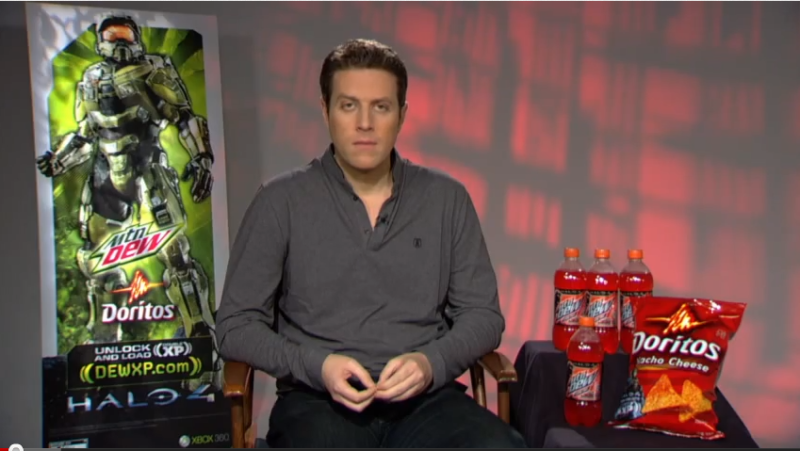 Mtn
DEW
Doritos
UNLOCK
AND LOAD
XP
DEWXP.com
HALO 4
XBOX 360
Doritos
Nacho Cheese